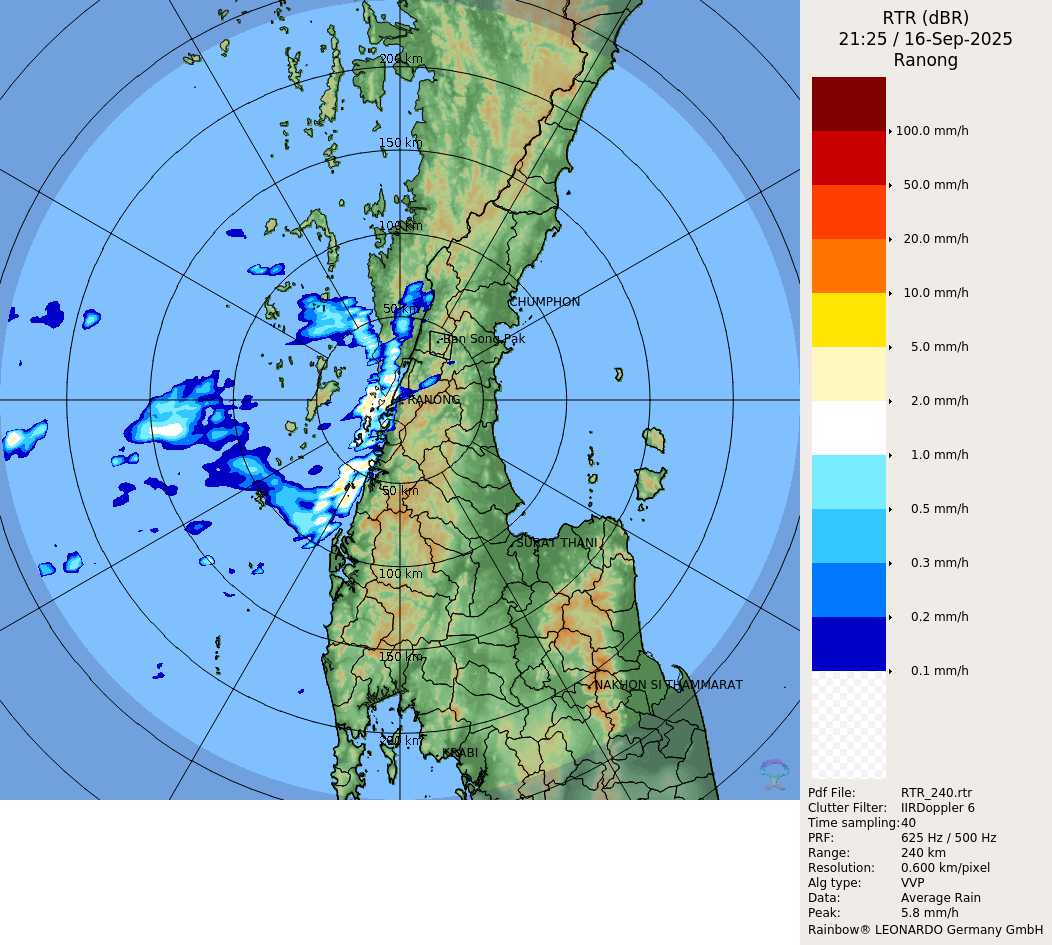 RTR (dBR)
21:25 / 16-Sep-2025
Ranong
100.0 mm/h
50.0 mm/h
20.0 mm/h
10.0 mm/h
5.0 mm/h
2.0 mm/h
1.0 mm/h
0.5 mm/h
0.3 mm/h
0.2 mm/h
0.1 mm/h
200 km
150 km
100 km
CHUMPHON
50 km
Ban Song Pak
RANONG
50 km
SURAT THANI
100 km
150 km
NAKHON SI THAMMARAT
200 km
KRABI
Pdf File: RTR_240.rtr
Clutter Filter: IIRDoppler 6
Time sampling: 40
PRF: 625 Hz / 500 Hz
Range: 240 km
Resolution: 0.600 km/pixel
Alg type: VVP
Data: Average Rain
Peak: 5.8 mm/h
Rainbow® LEONARDO Germany GmbH